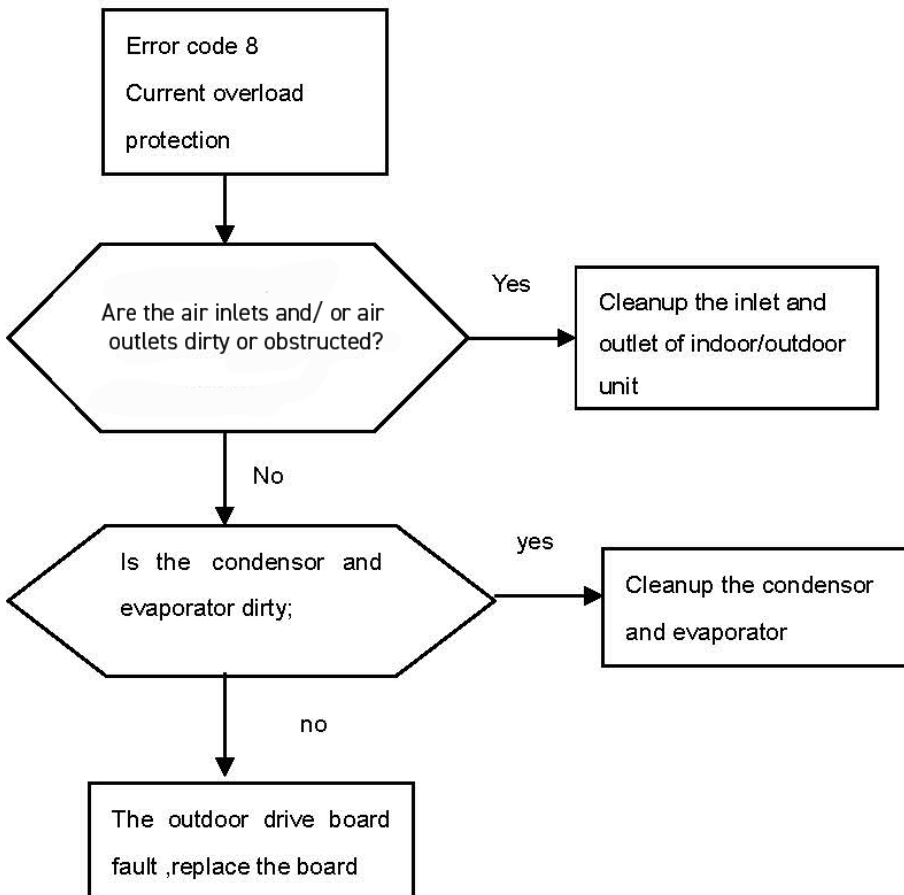 Error code 8
Current overload
protection
Are the air inlets and/ or air
outlets dirty or obstructed?
Yes
Cleanup the inlet and
outlet of indoor/outdoor
unit
No
Is the condensor and
evaporator dirty;
yes
Cleanup the condensor
and evaporator
no
The outdoor drive board
fault ,replace the board